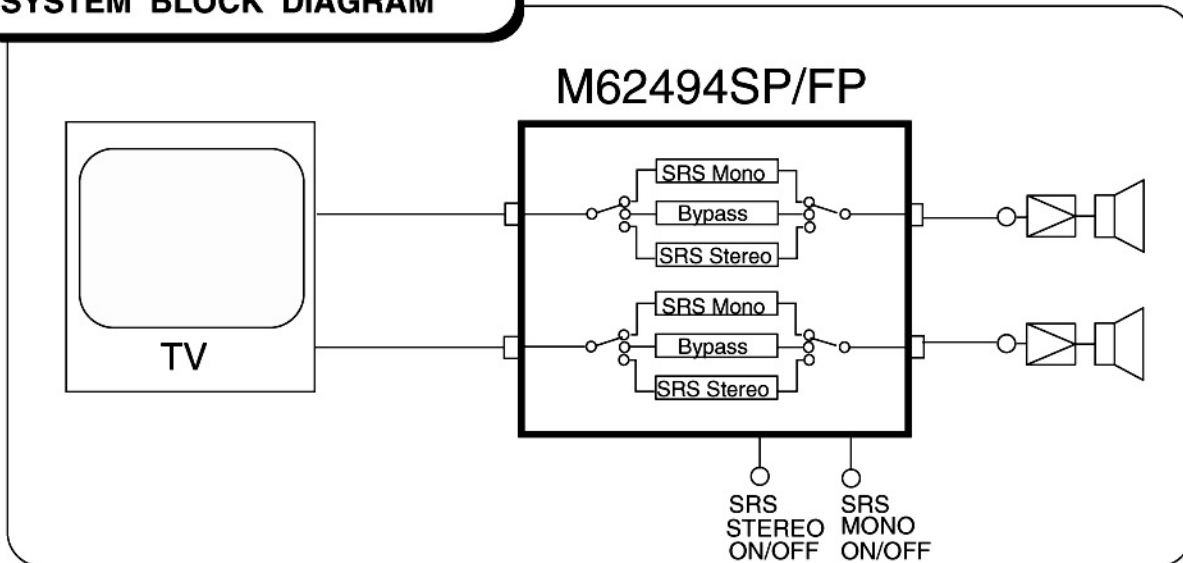 SYSTEM BLOCK DIAGRAM
M62494SP/FP
TV
SRS Mono
Bypass
SRS Stereo
SRS Mono
Bypass
SRS Stereo
SRS
STEREO
ON/OFF
SRS
MONO
ON/OFF